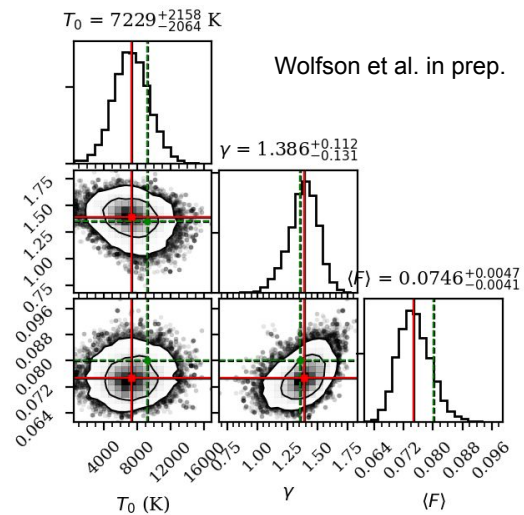 T₀ = 7229⁺²¹⁵⁸₋₂₀₆₄ K
Wolfson et al. in prep.
γ = 1.386⁺⁰·¹¹²₋₀.₁₃₁
1.75
1.50
1.25
1.00
0.75
⟨F⟩ = 0.0746⁺⁰·⁰⁰⁴⁷₋₀.₀₀₄₁
0.096
0.088
0.080
0.072
0.064
4000 8000 12000 16000
0.75 1.00 1.25 1.50 1.75
0.064 0.072 0.080 0.088 0.096
T₀ (K)
γ
⟨F⟩